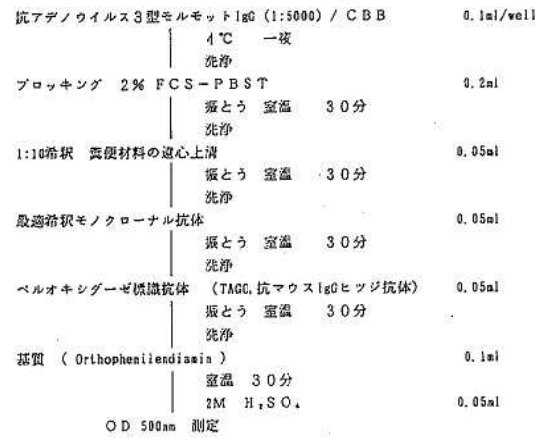 抗アデノウイルス3型モルモットIgG (1:5000) / CBB 0.1ml/well
4℃ 一夜
洗浄
ブロッキング 2% FCS-PBST 0.2ml
振とう 室温 30分
洗浄
1:10希釈 糞便材料の遠心上清 0.05ml
振とう 室温 30分
洗浄
最適希釈モノクローナル抗体 0.05ml
振とう 室温 30分
洗浄
ペルオキシダーゼ標識抗体 (TAGO,抗マウスIgGヒツジ抗体) 0.05ml
振とう 室温 30分
洗浄
基質 ( Orthophenilendiamin ) 0.1ml
室温 30分
2M H₂SO₄ 0.05ml
OD 500nm 測定